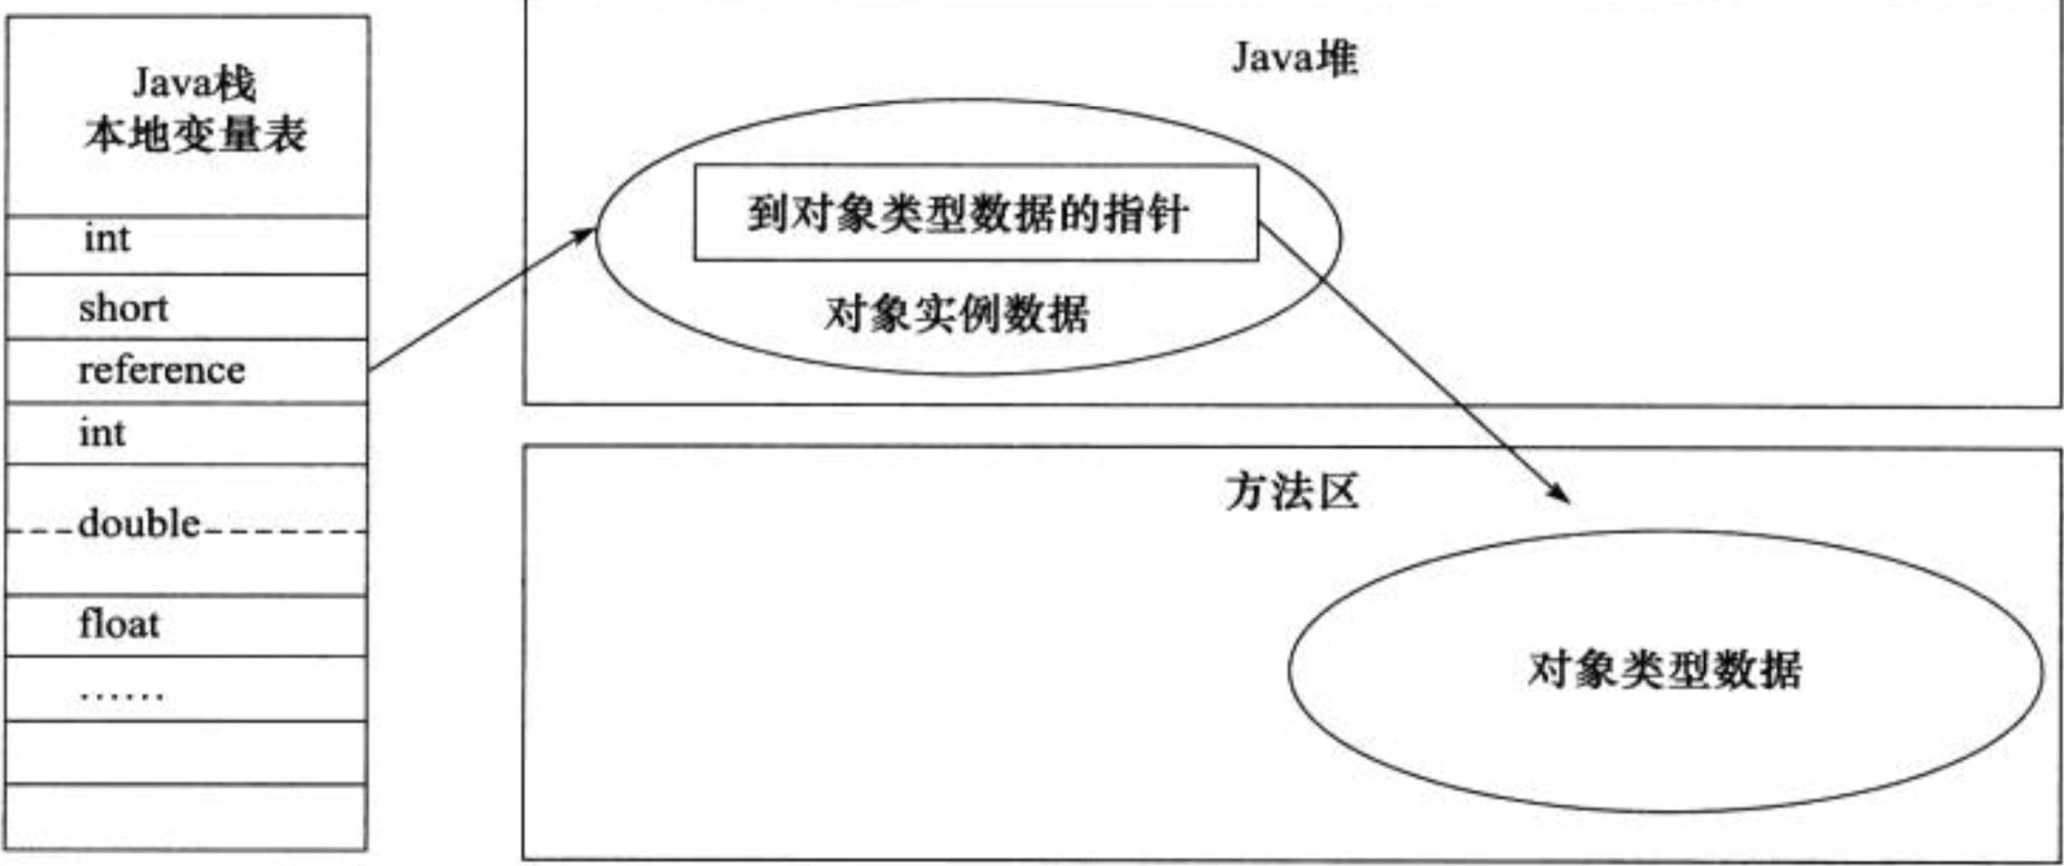 Java栈
本地变量表
int
short
reference
int
double
float
……
Java堆
到对象类型数据的指针
对象实例数据
方法区
对象类型数据